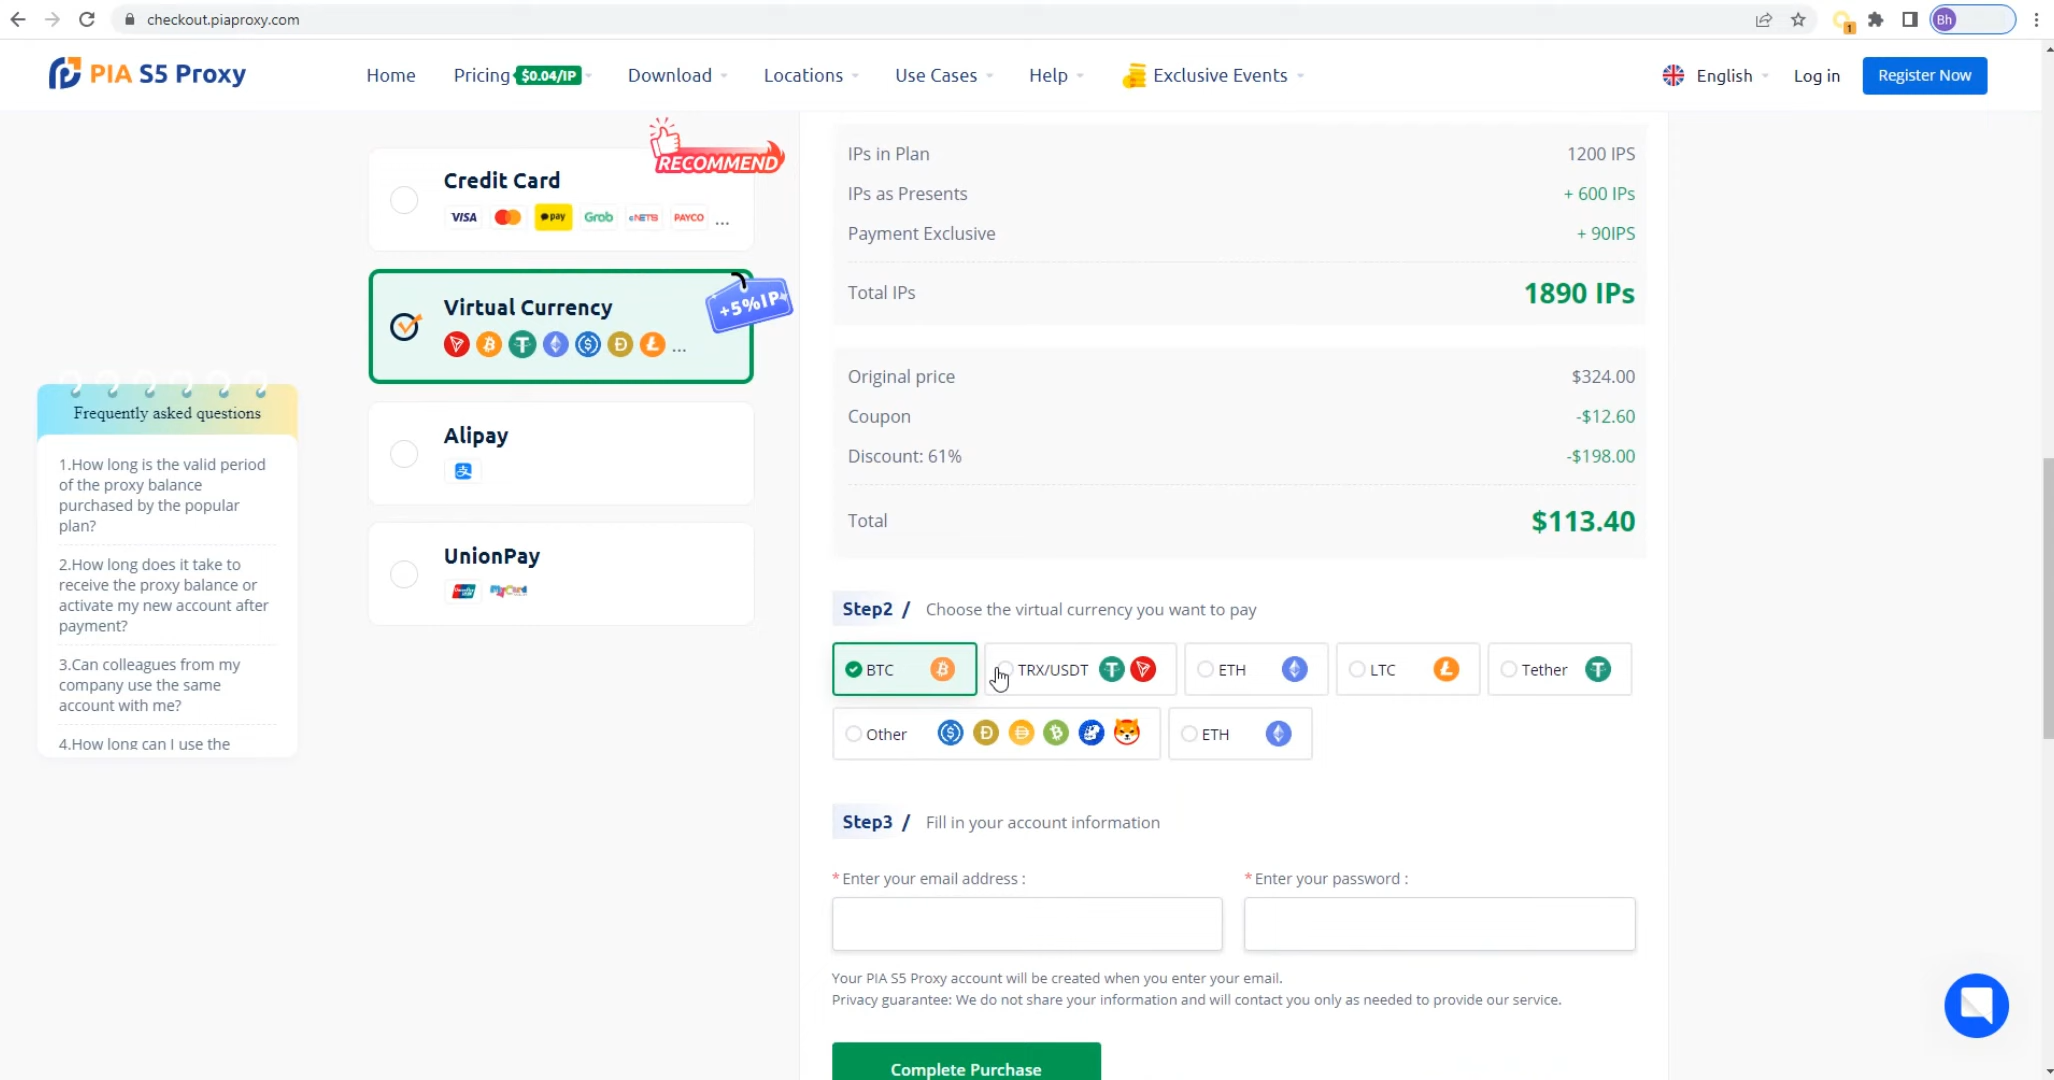 checkout.piaproxy.com
1
Bh
PIA S5 Proxy
Home
Pricing $0.04/IP
Download
Locations
Use Cases
Help
Exclusive Events
English
Log in
Register Now
RECOMMEND
Credit Card
VISA pay Grab eNETS PAYCO ...
Virtual Currency
+5%IP
...
Alipay
支
UnionPay
Frequently asked questions
1.How long is the valid period
of the proxy balance
purchased by the popular
plan?
2.How long does it take to
receive the proxy balance or
activate my new account after
payment?
3.Can colleagues from my
company use the same
account with me?
4.How long can I use the
IPs in Plan 1200 IPS
IPs as Presents + 600 IPs
Payment Exclusive + 90IPS
Total IPs 1890 IPs
Original price $324.00
Coupon -$12.60
Discount: 61% -$198.00
Total $113.40
Step2 / Choose the virtual currency you want to pay
BTC
TRX/USDT
ETH
LTC
Tether
Other
ETH
Step3 / Fill in your account information
* Enter your email address :
* Enter your password :
Your PIA S5 Proxy account will be created when you enter your email.
Privacy guarantee: We do not share your information and will contact you only as needed to provide our service.
Complete Purchase